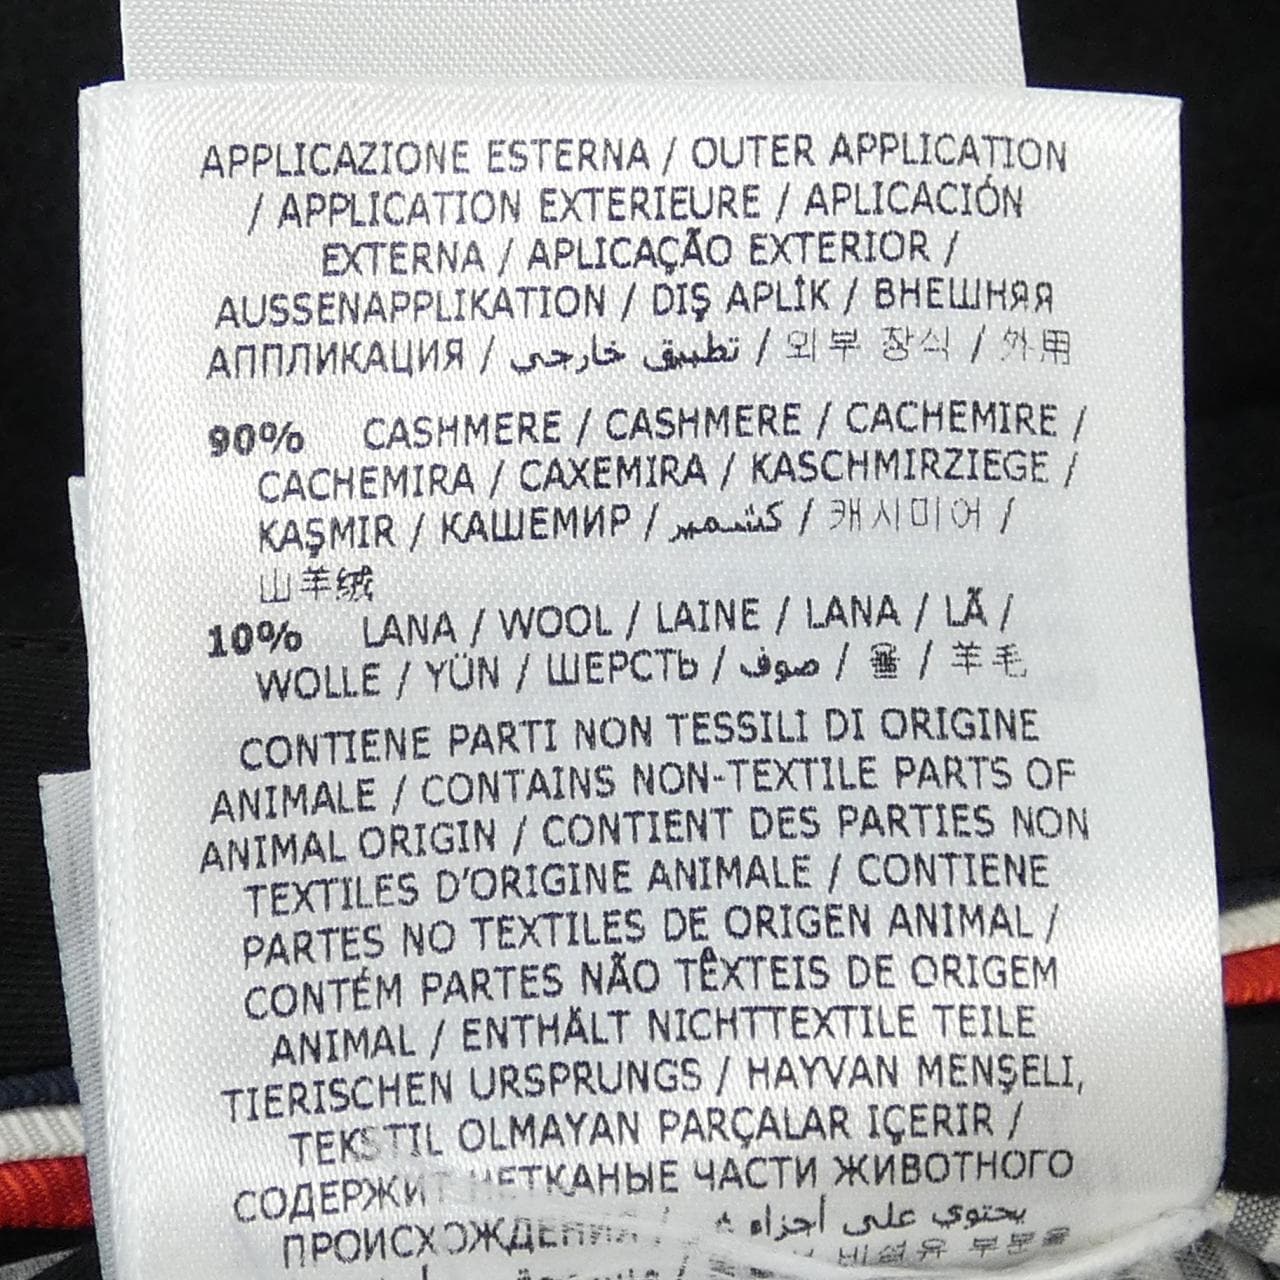 APPLICAZIONE ESTERNA / OUTER APPLICATION
/ APPLICATION EXTERIEURE / APLICACIÓN
EXTERNA / APLICAÇÃO EXTERIOR /
AUSSENAPPLIKATION / DIŞ APLİK / ВНЕШНЯЯ
АППЛИКАЦИЯ / تطبيق خارجي / 외부 장식 / 外用
90% CASHMERE / CASHMERE / CACHEMIRE /
CACHEMIRA / CAXEMIRA / KASCHMIRZIEGE /
KAŞMIR / КАШЕМИР / كشمير / 캐시미어 /
山羊绒
10% LANA / WOOL / LAINE / LANA / LÃ /
WOLLE / YÜN / ШЕРСТЬ / صوف / 울 / 羊毛
CONTIENE PARTI NON TESSILI DI ORIGINE
ANIMALE / CONTAINS NON-TEXTILE PARTS OF
ANIMAL ORIGIN / CONTIENT DES PARTIES NON
TEXTILES D'ORIGINE ANIMALE / CONTIENE
PARTES NO TEXTILES DE ORIGEN ANIMAL /
CONTÉM PARTES NÃO TÊXTEIS DE ORIGEM
ANIMAL / ENTHÄLT NICHTTEXTILE TEILE
TIERISCHEN URSPRUNGS / HAYVAN MENŞELI,
TEKSTIL OLMAYAN PARÇALAR IÇERIR /
СОДЕРЖИТ НЕТКАНЫЕ ЧАСТИ ЖИВОТНОГО
ПРОИСХОЖДЕНИЯ / يحتوي على أجزاء